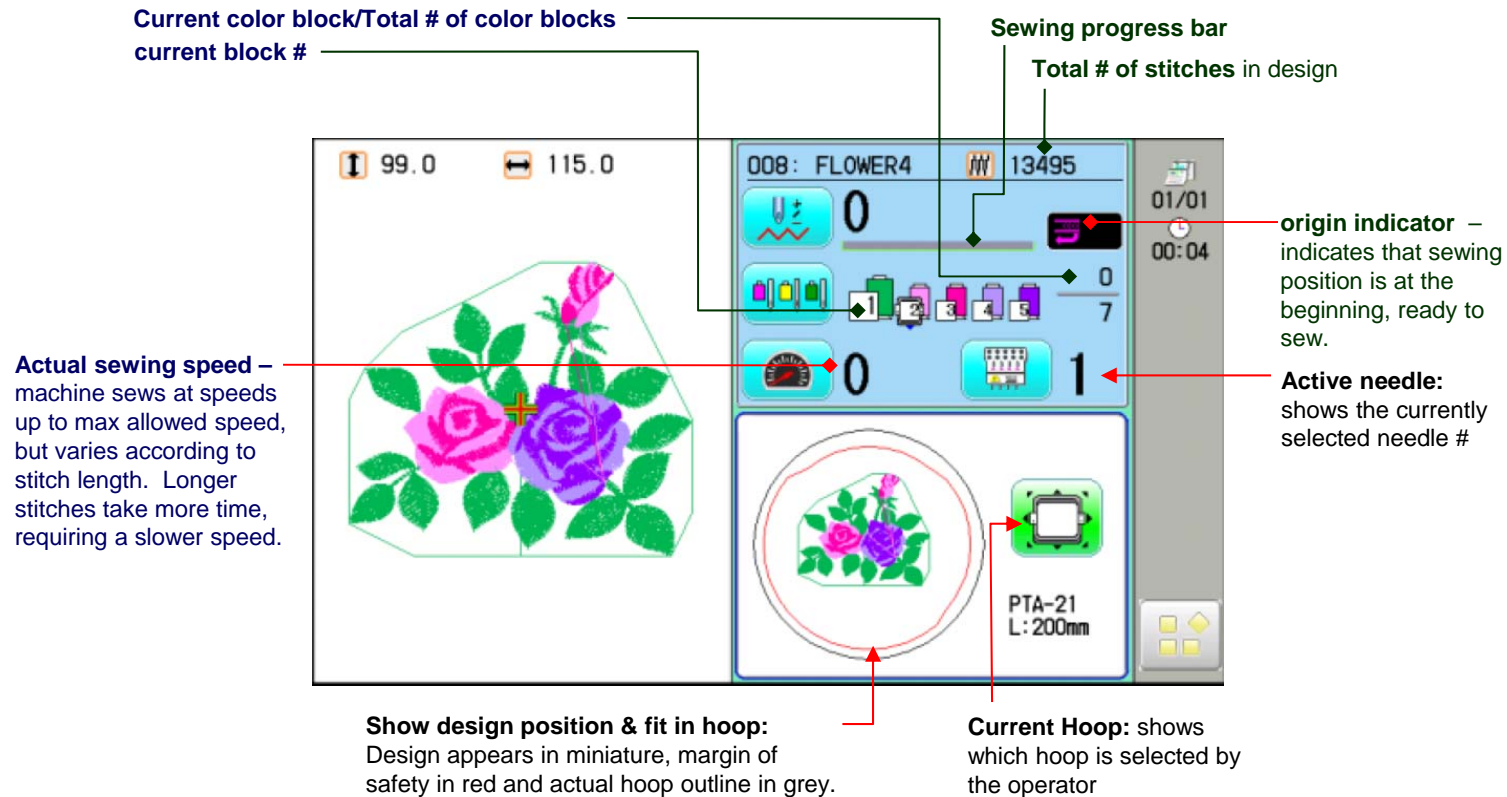 Current color block/Total # of color blocks
current block #
Sewing progress bar
Total # of stitches in design
99.0
115.0
008: FLOWER4
13495
0
01/01
00:04
0
7
1
2
3
4
5
0
1
PTA-21
L:200mm
origin indicator –
indicates that sewing
position is at the
beginning, ready to
sew.
Active needle:
shows the currently
selected needle #
Actual sewing speed –
machine sews at speeds
up to max allowed speed,
but varies according to
stitch length. Longer
stitches take more time,
requiring a slower speed.
Show design position & fit in hoop:
Design appears in miniature, margin of
safety in red and actual hoop outline in grey.
Current Hoop: shows
which hoop is selected by
the operator